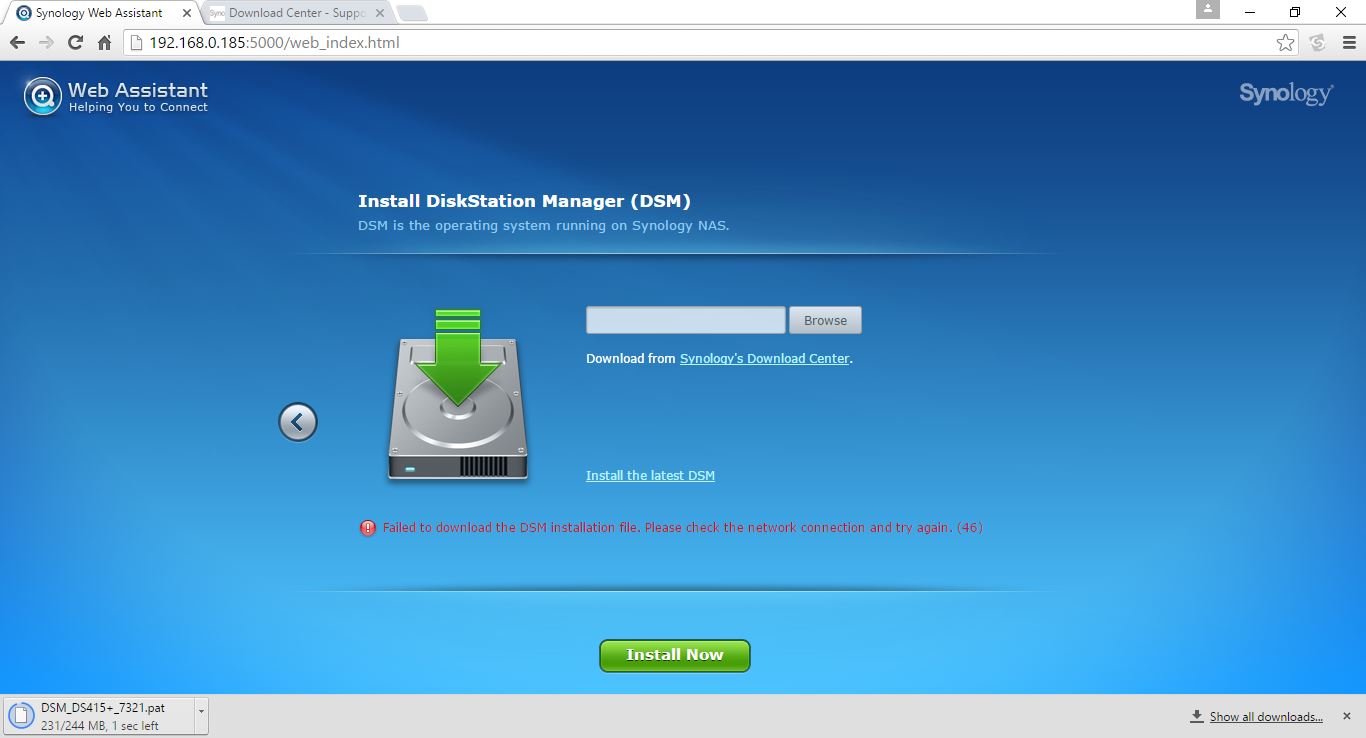 Synology Web Assistant
Download Center - Suppo
192.168.0.185:5000/web_index.html
Web Assistant
Helping You to Connect
Synology
Install DiskStation Manager (DSM)
DSM is the operating system running on Synology NAS.
Browse
Download from Synology's Download Center.
Install the latest DSM
Failed to download the DSM installation file. Please check the network connection and try again. (46)
Install Now
DSM_DS415+_7321.pat
231/244 MB, 1 sec left
Show all downloads...